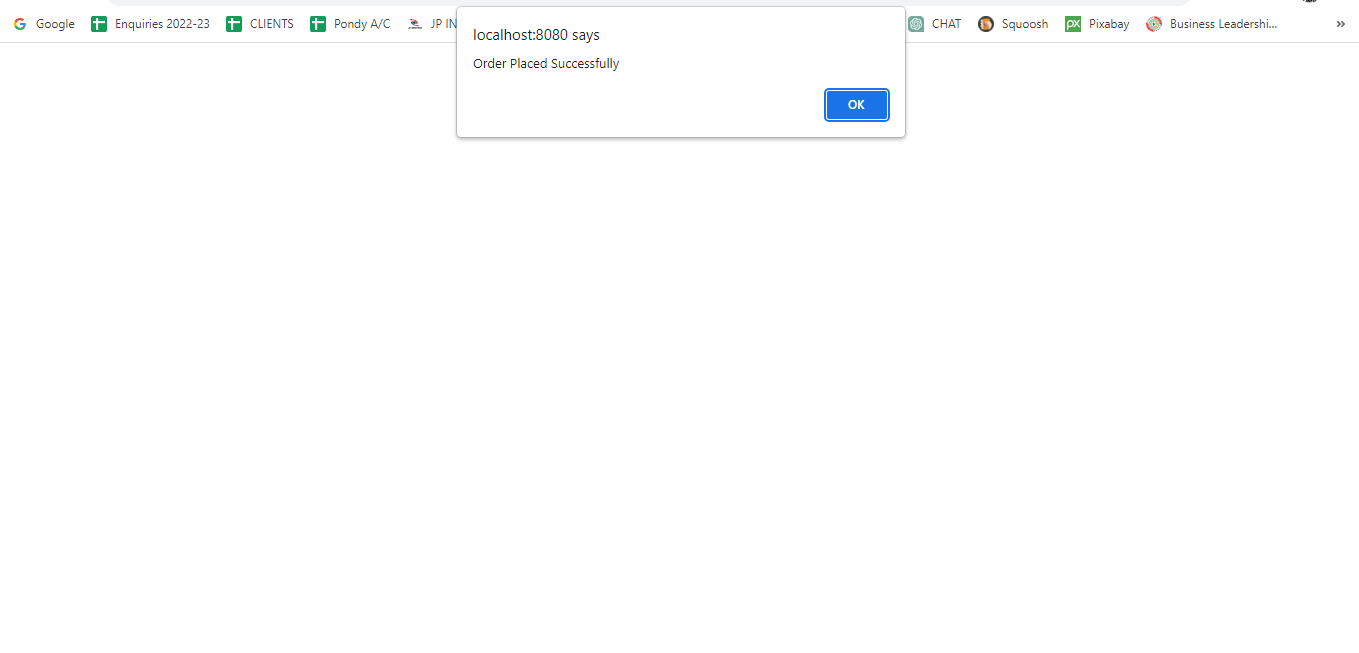 Google Enquiries 2022-23 CLIENTS Pondy A/C JP IN CHAT Squoosh px Pixabay Business Leadershi... »
localhost:8080 says
Order Placed Successfully
OK